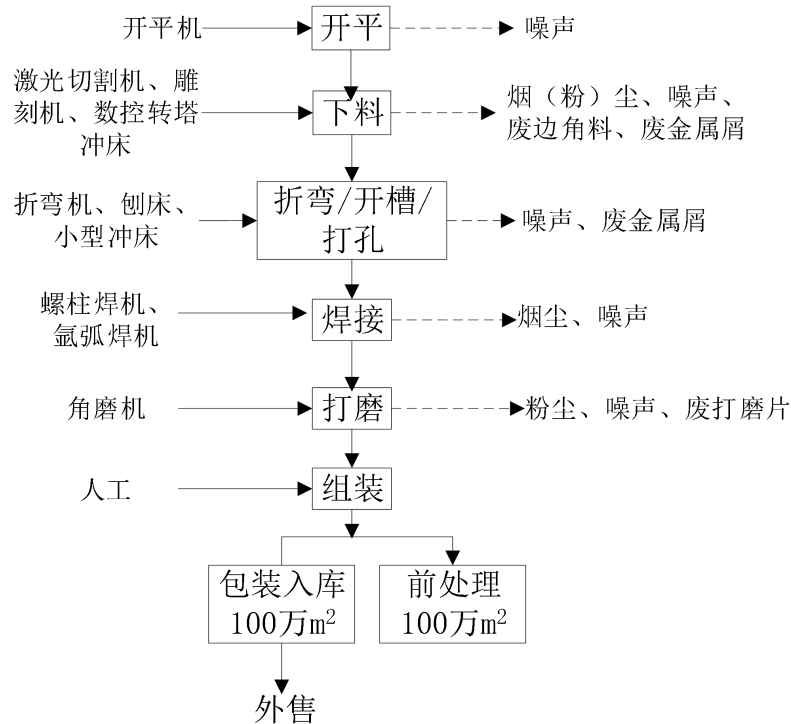 开平机
开平
噪声
激光切割机、雕
刻机、数控转塔
冲床
下料
烟（粉）尘、噪声、
废边角料、废金属屑
折弯机、刨床、
小型冲床
折弯/开槽/
打孔
噪声、废金属屑
螺柱焊机、
氩弧焊机
焊接
烟尘、噪声
角磨机
打磨
粉尘、噪声、废打磨片
人工
组装
包装入库
100万m²
前处理
100万m²
外售